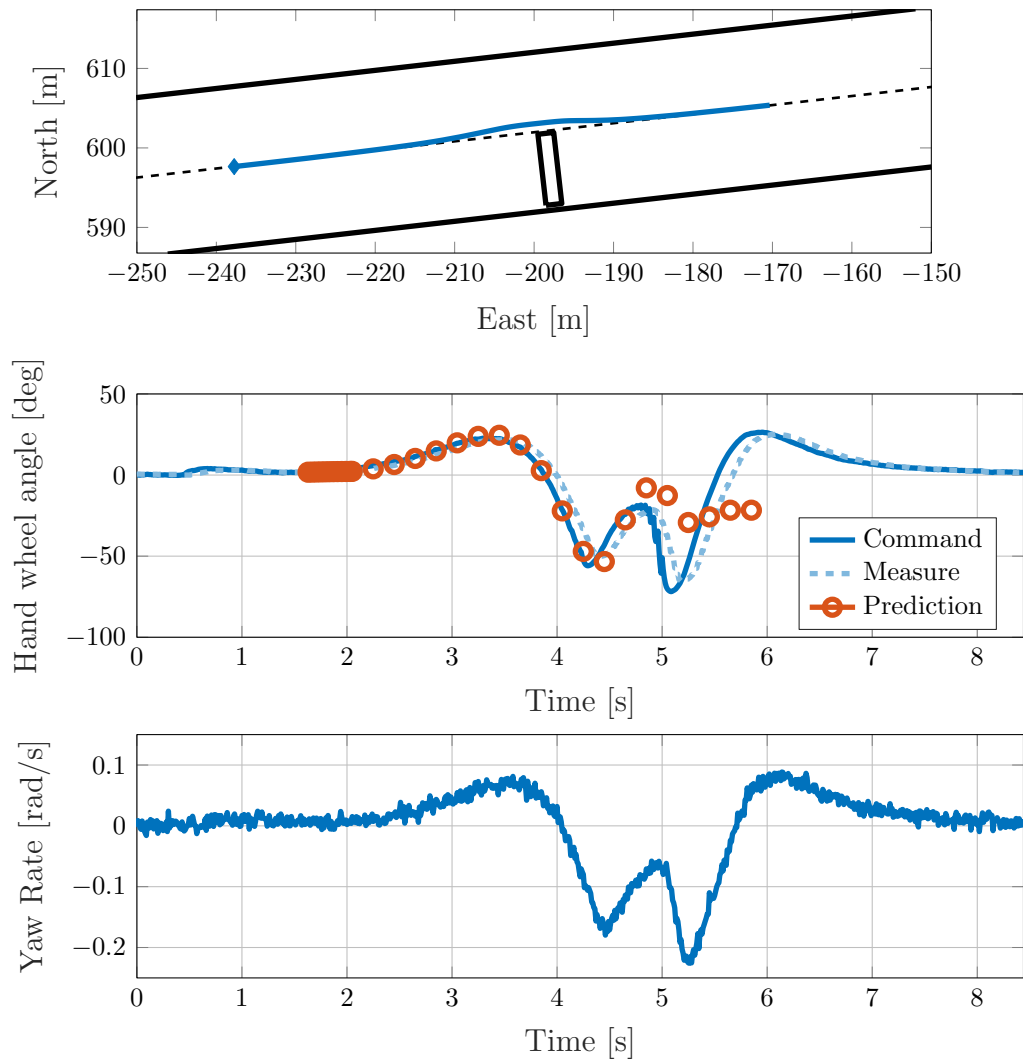 610
600
590
North [m]
−250 −240 −230 −220 −210 −200 −190 −180 −170 −160 −150
East [m]
50
0
−50
−100
Hand wheel angle [deg]
Command
Measure
Prediction
0 1 2 3 4 5 6 7 8
Time [s]
0.1
0
−0.1
−0.2
Yaw Rate [rad/s]
0 1 2 3 4 5 6 7 8
Time [s]